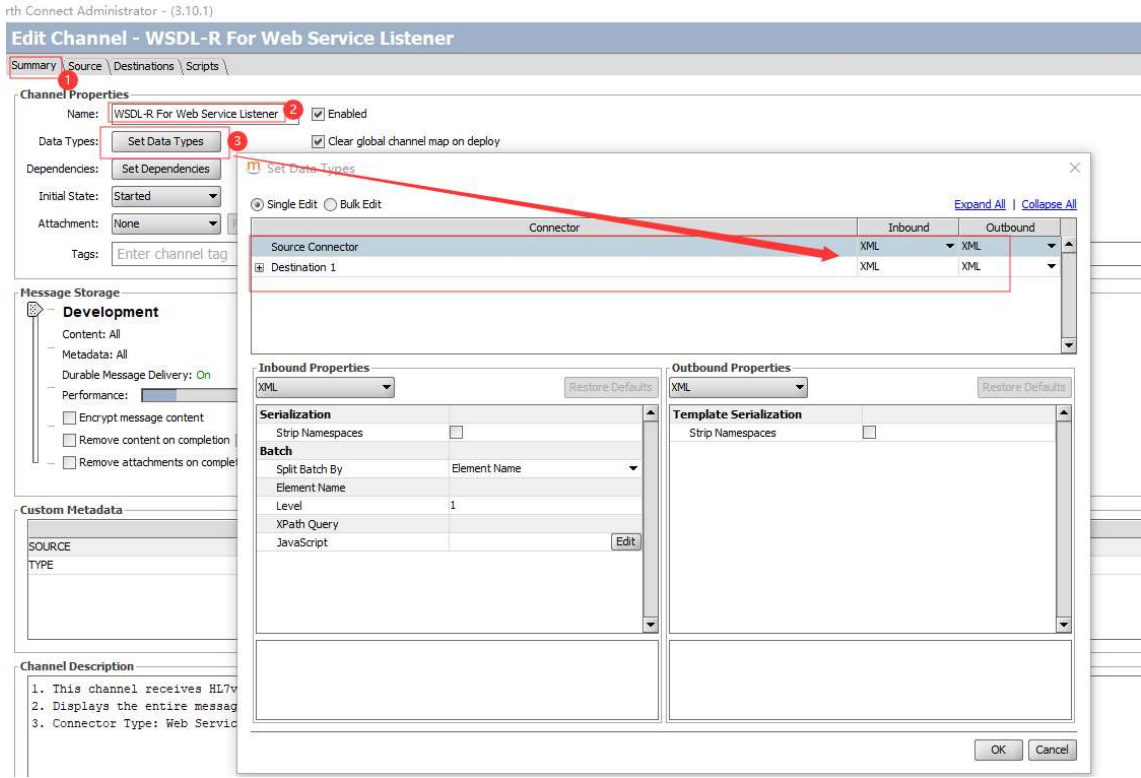 rth Connect Administrator - (3.10.1)
Edit Channel - WSDL-R For Web Service Listener
Summary Source Destinations Scripts
1
Channel Properties
Name: WSDL-R For Web Service Listener 2 Enabled
Data Types: Set Data Types 3 Clear global channel map on deploy
Dependencies: Set Dependencies
Initial State: Started
Attachment: None
Tags: Enter channel tag
Message Storage
Development
Content: All
Metadata: All
Durable Message Delivery: On
Performance:
Encrypt message content
Remove content on completion
Remove attachments on comple
Custom Metadata
SOURCE
TYPE
Channel Description
1. This channel receives HL7v
2. Displays the entire messag
3. Connector Type: Web Servic
m Set Data Types
Single Edit Bulk Edit Expand All | Collapse All
Connector Inbound Outbound
Source Connector XML XML
Destination 1 XML XML
Inbound Properties
XML Restore Defaults
Serialization
Strip Namespaces
Batch
Split Batch By Element Name
Element Name
Level 1
XPath Query
JavaScript Edit
Outbound Properties
XML Restore Defaults
Template Serialization
Strip Namespaces
OK Cancel